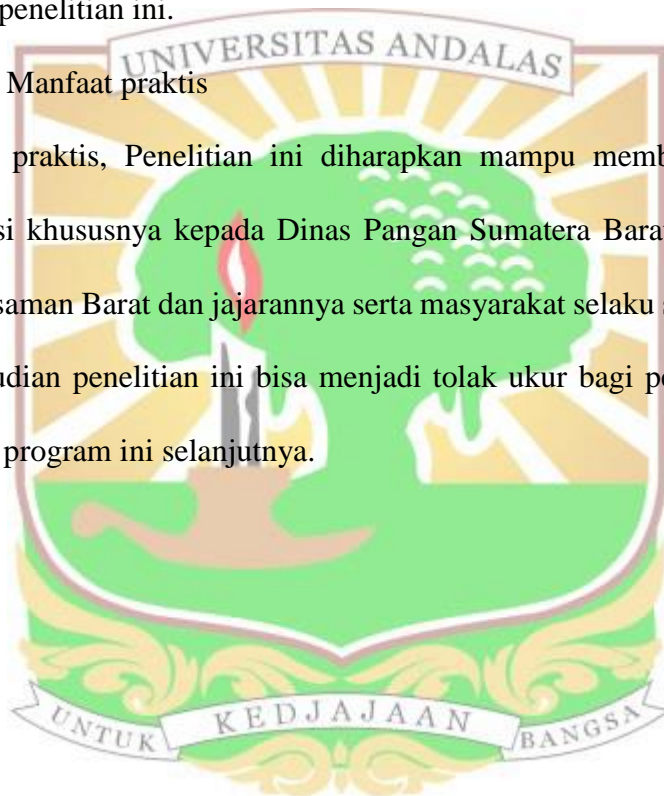 penelitian ini.
UNIVERSITAS ANDALAS
Manfaat praktis
praktis, Penelitian ini diharapkan mampu memb
si khususnya kepada Dinas Pangan Sumatera Barat
saman Barat dan jajarannya serta masyarakat selaku s
udian penelitian ini bisa menjadi tolak ukur bagi pe
program ini selanjutnya.
UNTUK KEDJAJAAN BANGSA